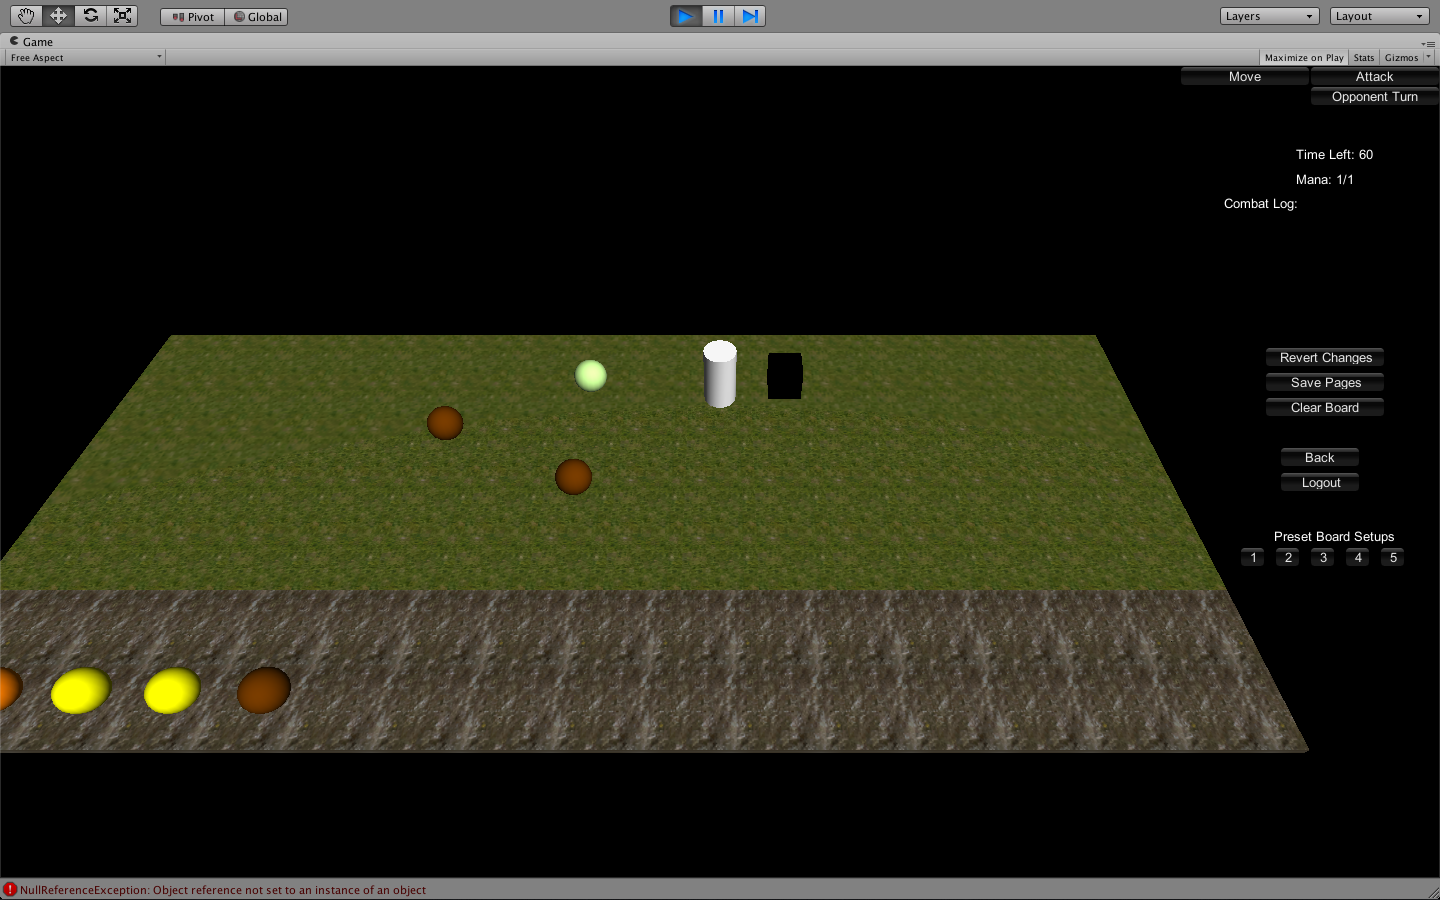 Pivot Global Layers Layout
Game
Free Aspect Maximize on Play Stats Gizmos
Move Attack
Opponent Turn
Time Left: 60
Mana: 1/1
Combat Log:
Revert Changes
Save Pages
Clear Board
Back
Logout
Preset Board Setups
1 2 3 4 5
NullReferenceException: Object reference not set to an instance of an object